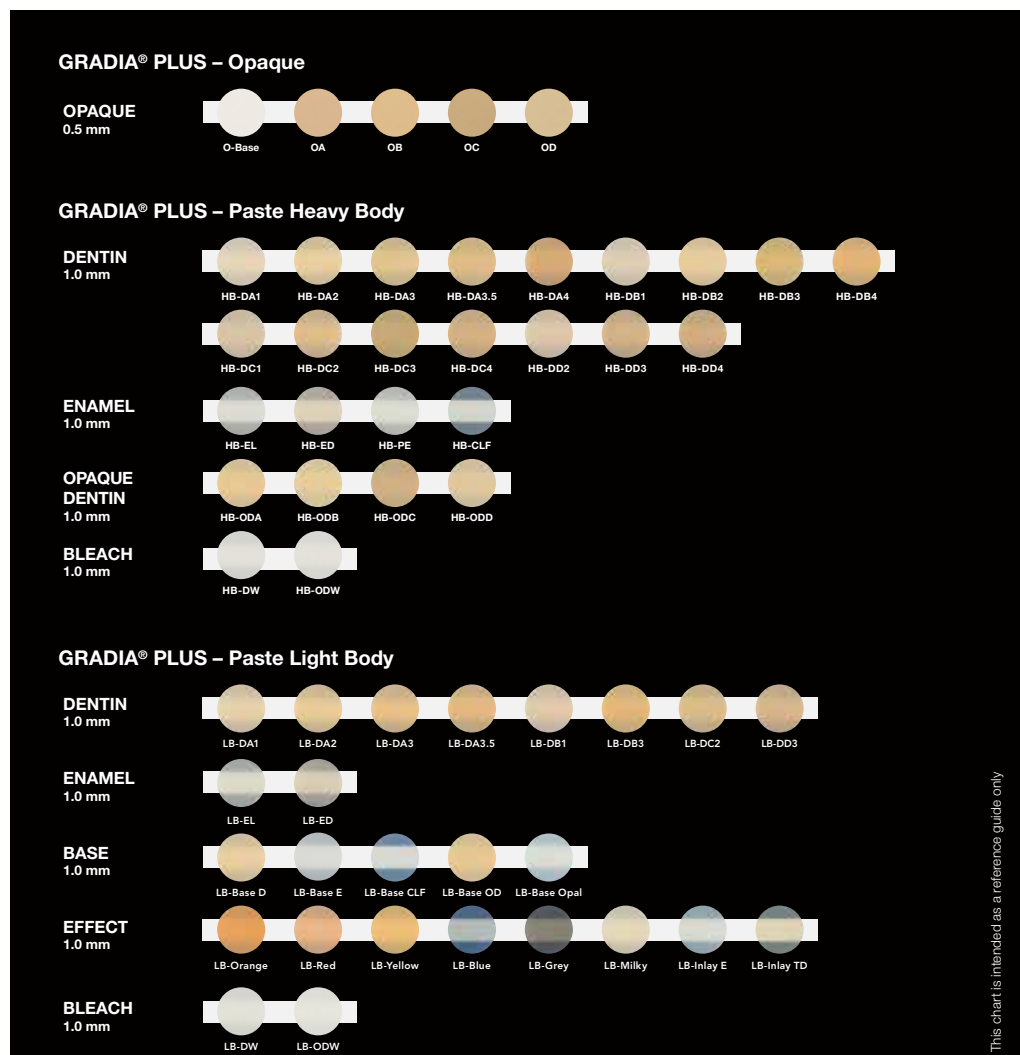 GRADIA® PLUS – Opaque
OPAQUE
0.5 mm
O-Base OA OB OC OD
GRADIA® PLUS – Paste Heavy Body
DENTIN
1.0 mm
HB-DA1 HB-DA2 HB-DA3 HB-DA3.5 HB-DA4 HB-DB1 HB-DB2 HB-DB3 HB-DB4
HB-DC1 HB-DC2 HB-DC3 HB-DC4 HB-DD2 HB-DD3 HB-DD4
ENAMEL
1.0 mm
HB-EL HB-ED HB-PE HB-CLF
OPAQUE
DENTIN
1.0 mm
HB-ODA HB-ODB HB-ODC HB-ODD
BLEACH
1.0 mm
HB-DW HB-ODW
GRADIA® PLUS – Paste Light Body
DENTIN
1.0 mm
LB-DA1 LB-DA2 LB-DA3 LB-DA3.5 LB-DB1 LB-DB3 LB-DC2 LB-DD3
ENAMEL
1.0 mm
LB-EL LB-ED
BASE
1.0 mm
LB-Base D LB-Base E LB-Base CLF LB-Base OD LB-Base Opal
EFFECT
1.0 mm
LB-Orange LB-Red LB-Yellow LB-Blue LB-Grey LB-Milky LB-Inlay E LB-Inlay TD
BLEACH
1.0 mm
LB-DW LB-ODW
This chart is intended as a reference guide only